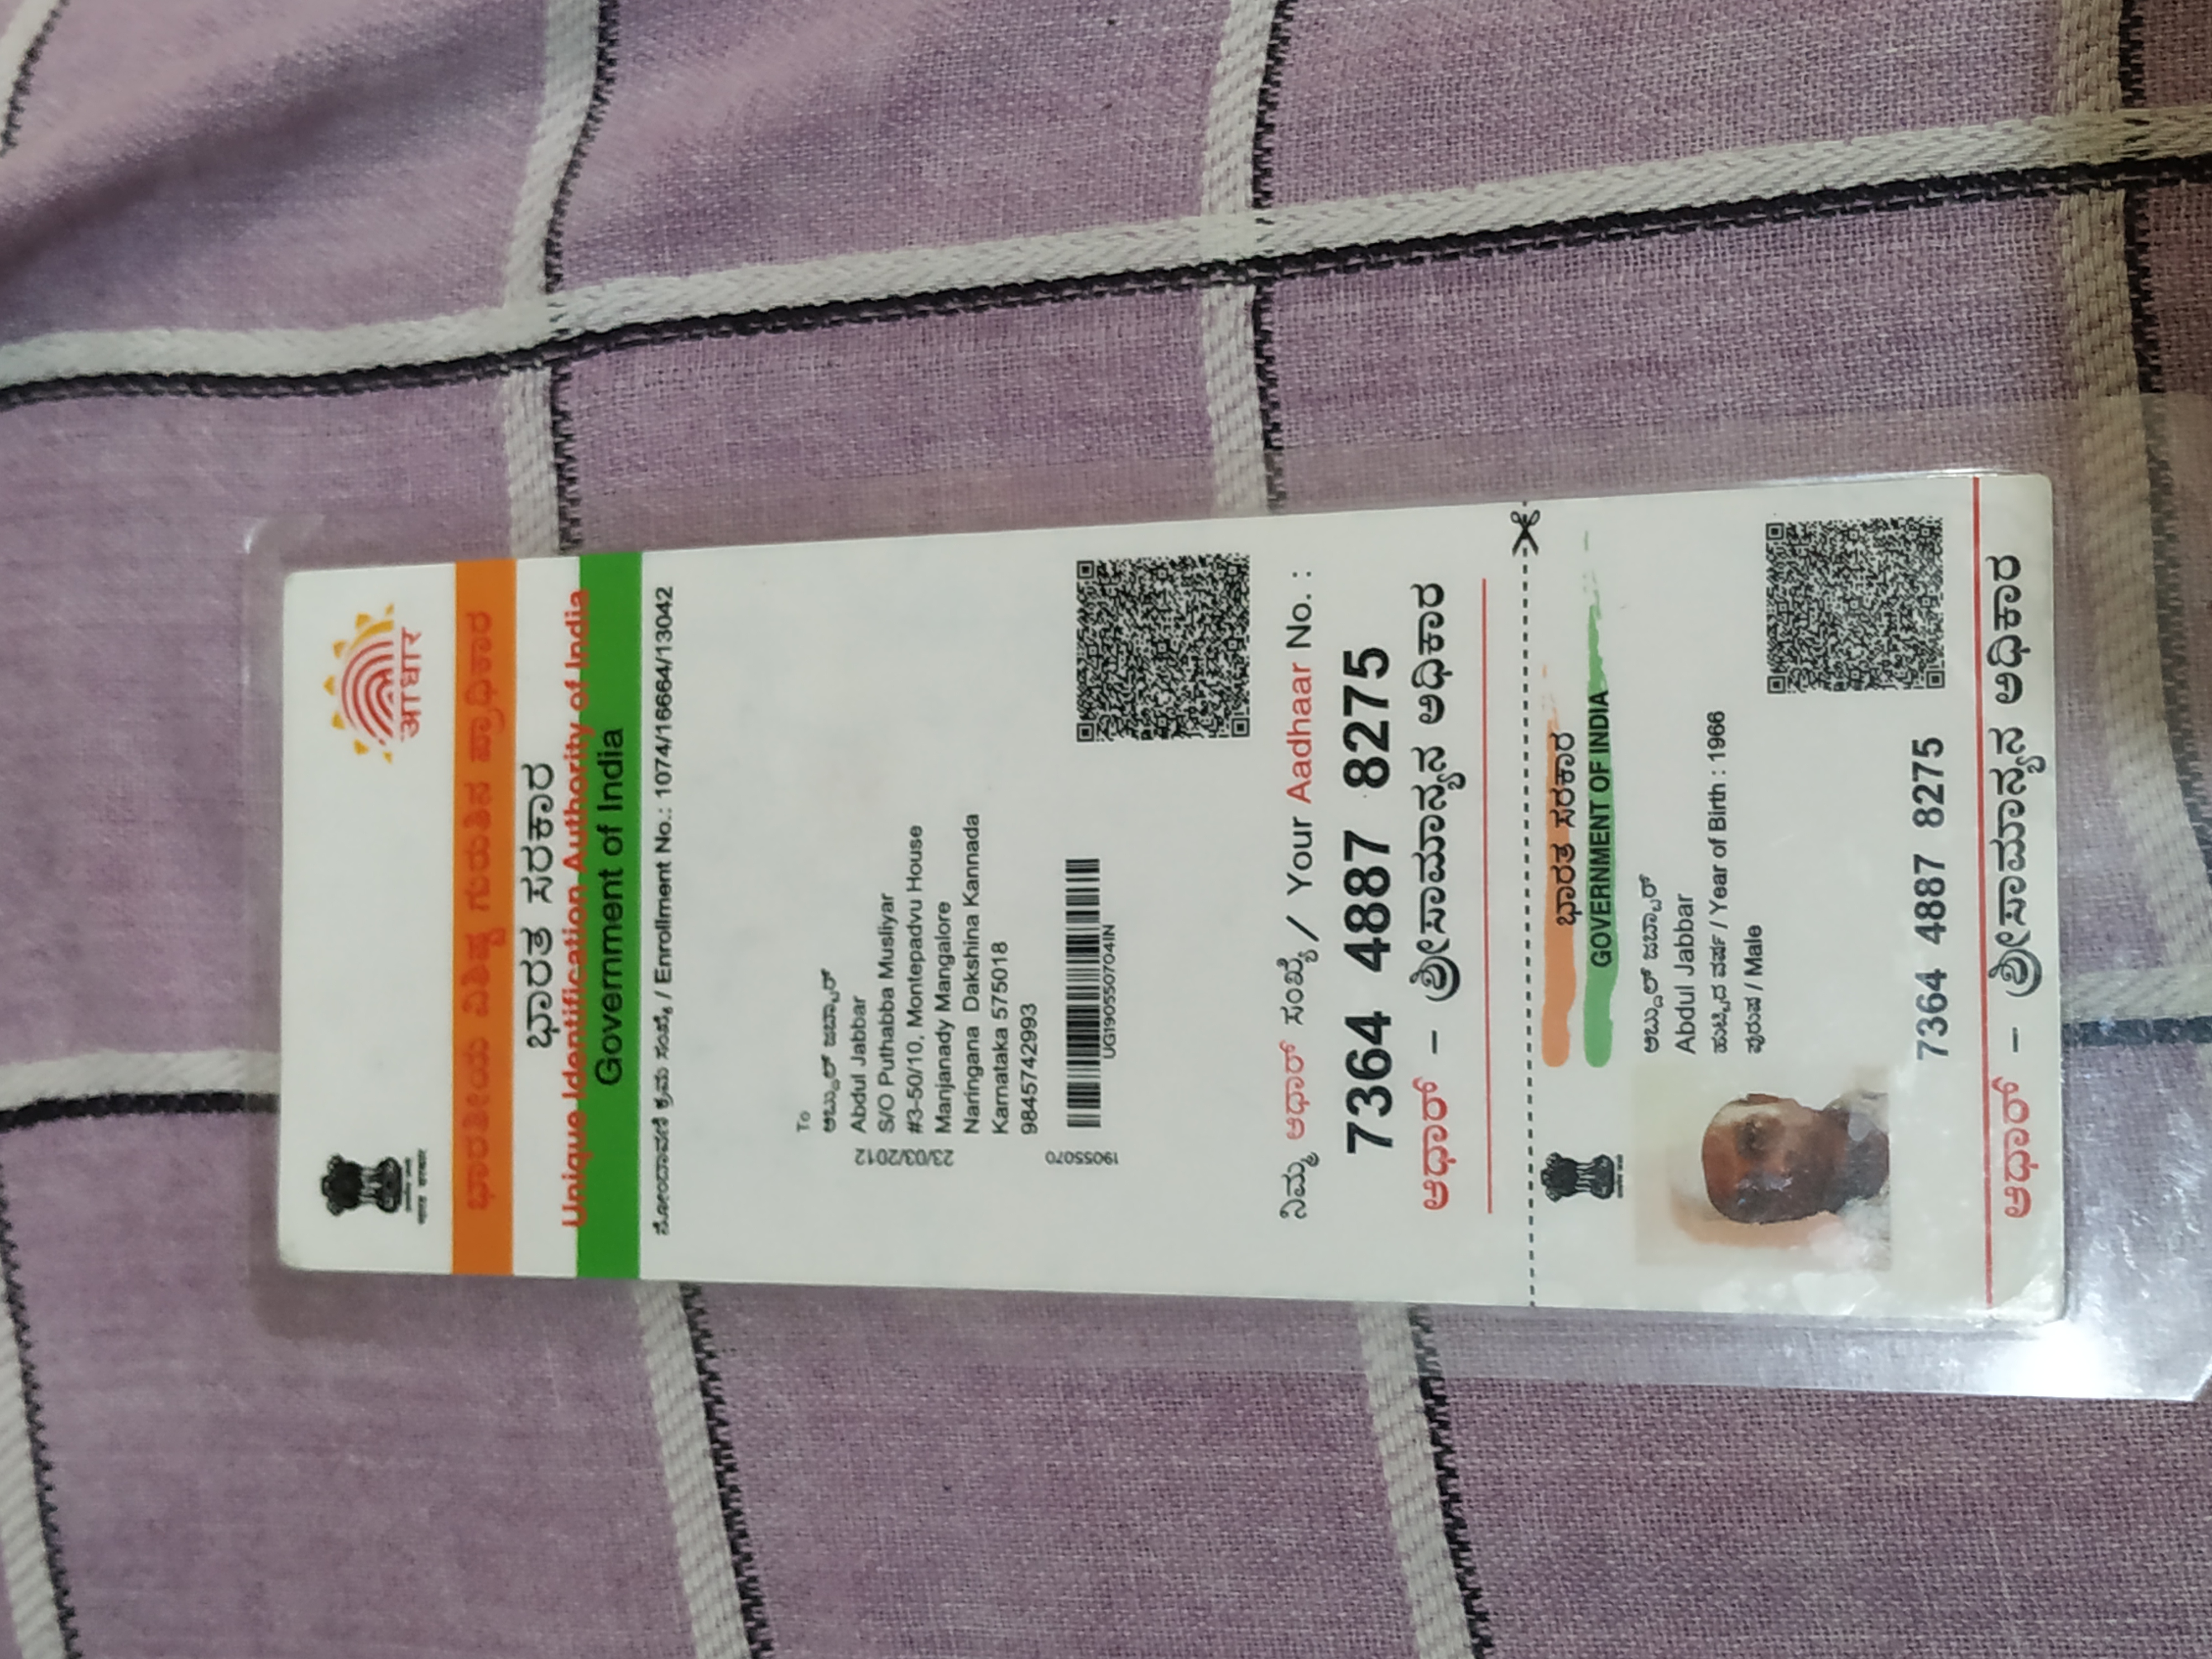 भारत सरकार
आधार
ಭಾರತೀಯ ವಿಶಿಷ್ಟ ಗುರುತಿನ ಪ್ರಾಧಿಕಾರ
ಭಾರತ ಸರಕಾರ
Unique Identification Authority of India
Government of India
ನೋಂದಾವಣಿ ಕ್ರಮ ಸಂಖ್ಯೆ / Enrollment No.: 1074/16664/13042
To
ಅಬ್ದುಲ್ ಜಬ್ಬಾರ್
Abdul Jabbar
S/O Puthabba Musliyar
#3-50/10, Montepadvu House
Manjanady Mangalore
Naringana Dakshina Kannada
Karnataka 575018
9845742993
23/03/2012
19055070
UG190550704IN
ನಿಮ್ಮ ಆಧಾರ್ ಸಂಖ್ಯೆ / Your Aadhaar No. :
7364 4887 8275
ಆಧಾರ್ – ಶ್ರೀಸಾಮಾನ್ಯನ ಅಧಿಕಾರ
ಭಾರತ ಸರಕಾರ
GOVERNMENT OF INDIA
ಅಬ್ದುಲ್ ಜಬ್ಬಾರ್
Abdul Jabbar
ಹುಟ್ಟಿದ ವರ್ಷ / Year of Birth : 1966
ಪುರುಷ / Male
7364 4887 8275
ಆಧಾರ್ – ಶ್ರೀಸಾಮಾನ್ಯನ ಅಧಿಕಾರ